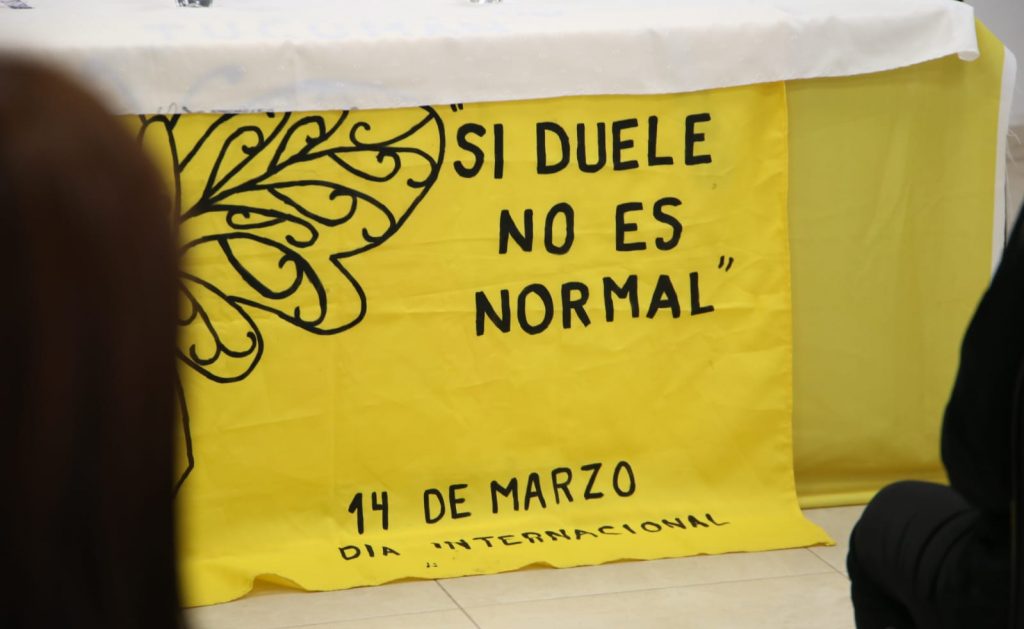 "SI DUELE
NO ES
NORMAL"
14 DE MARZO
DIA INTERNACIONAL